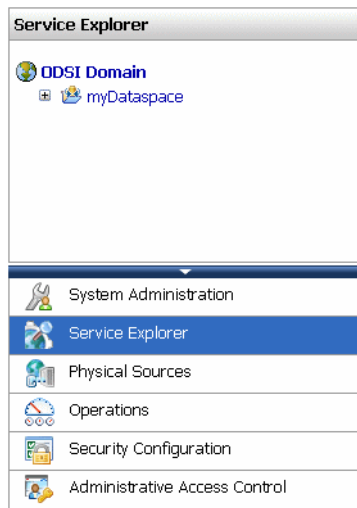 Service Explorer
ODSI Domain
myDataspace
System Administration
Service Explorer
Physical Sources
Operations
Security Configuration
Administrative Access Control